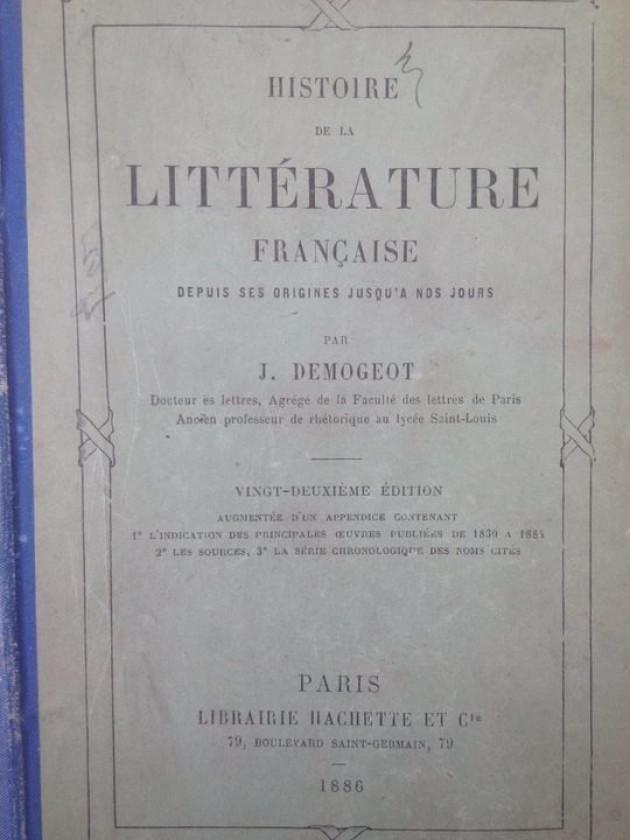 HISTOIRE
DE LA
LITTÉRATURE
FRANÇAISE
DEPUIS SES ORIGINES JUSQU'A NOS JOURS
PAR
J. DEMOGEOT
Docteur ès lettres, Agrégé de la Faculté des lettres de Paris
Ancien professeur de rhétorique au lycée Saint-Louis
VINGT-DEUXIÈME ÉDITION
AUGMENTÉE D'UN APPENDICE CONTENANT
1° L'INDICATION DES PRINCIPALES ŒUVRES PUBLIÉES DE 1830 A 1884
2° LES SOURCES, 3° LA SÉRIE CHRONOLOGIQUE DES NOMS CITÉS
PARIS
LIBRAIRIE HACHETTE ET Cie
79, BOULEVARD SAINT-GERMAIN, 79
1886